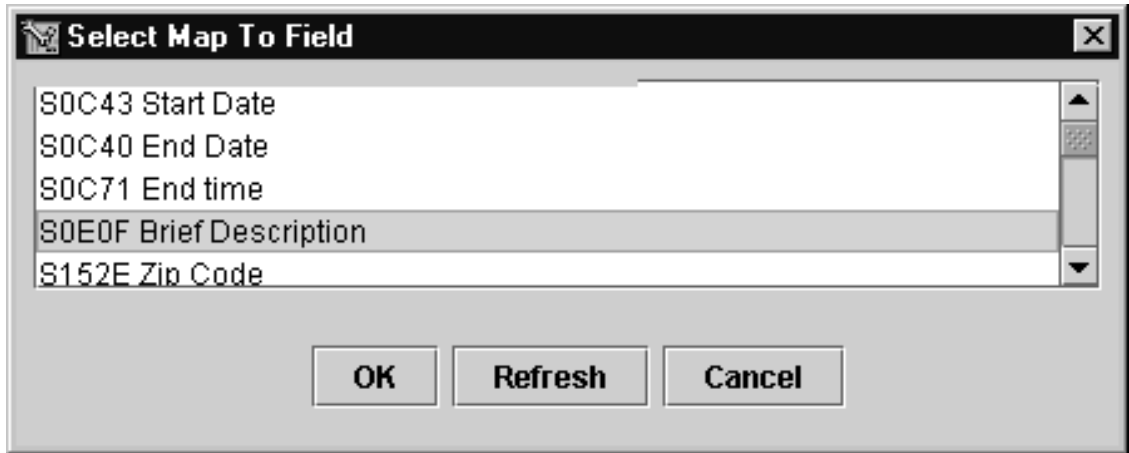 Select Map To Field
S0C43 Start Date
S0C40 End Date
S0C71 End time
S0E0F Brief Description
S152E Zip Code
OK Refresh Cancel